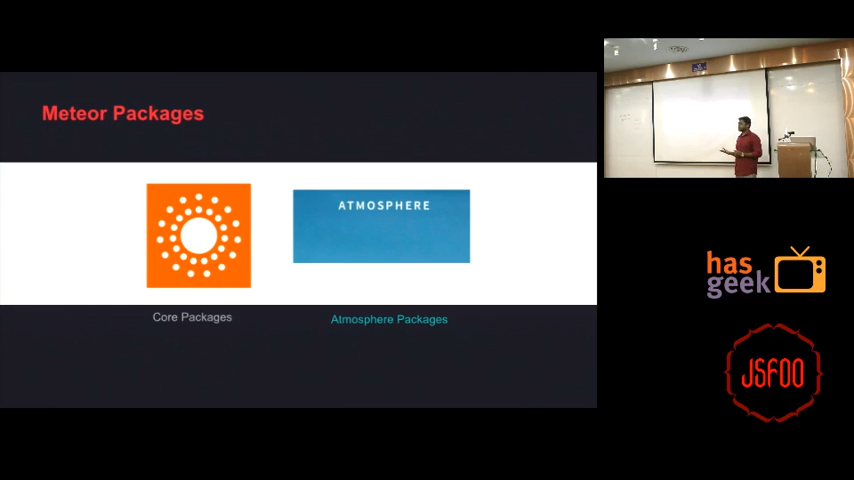 Meteor Packages
ATMOSPHERE
Core Packages
Atmosphere Packages
has
geek
JSFOO